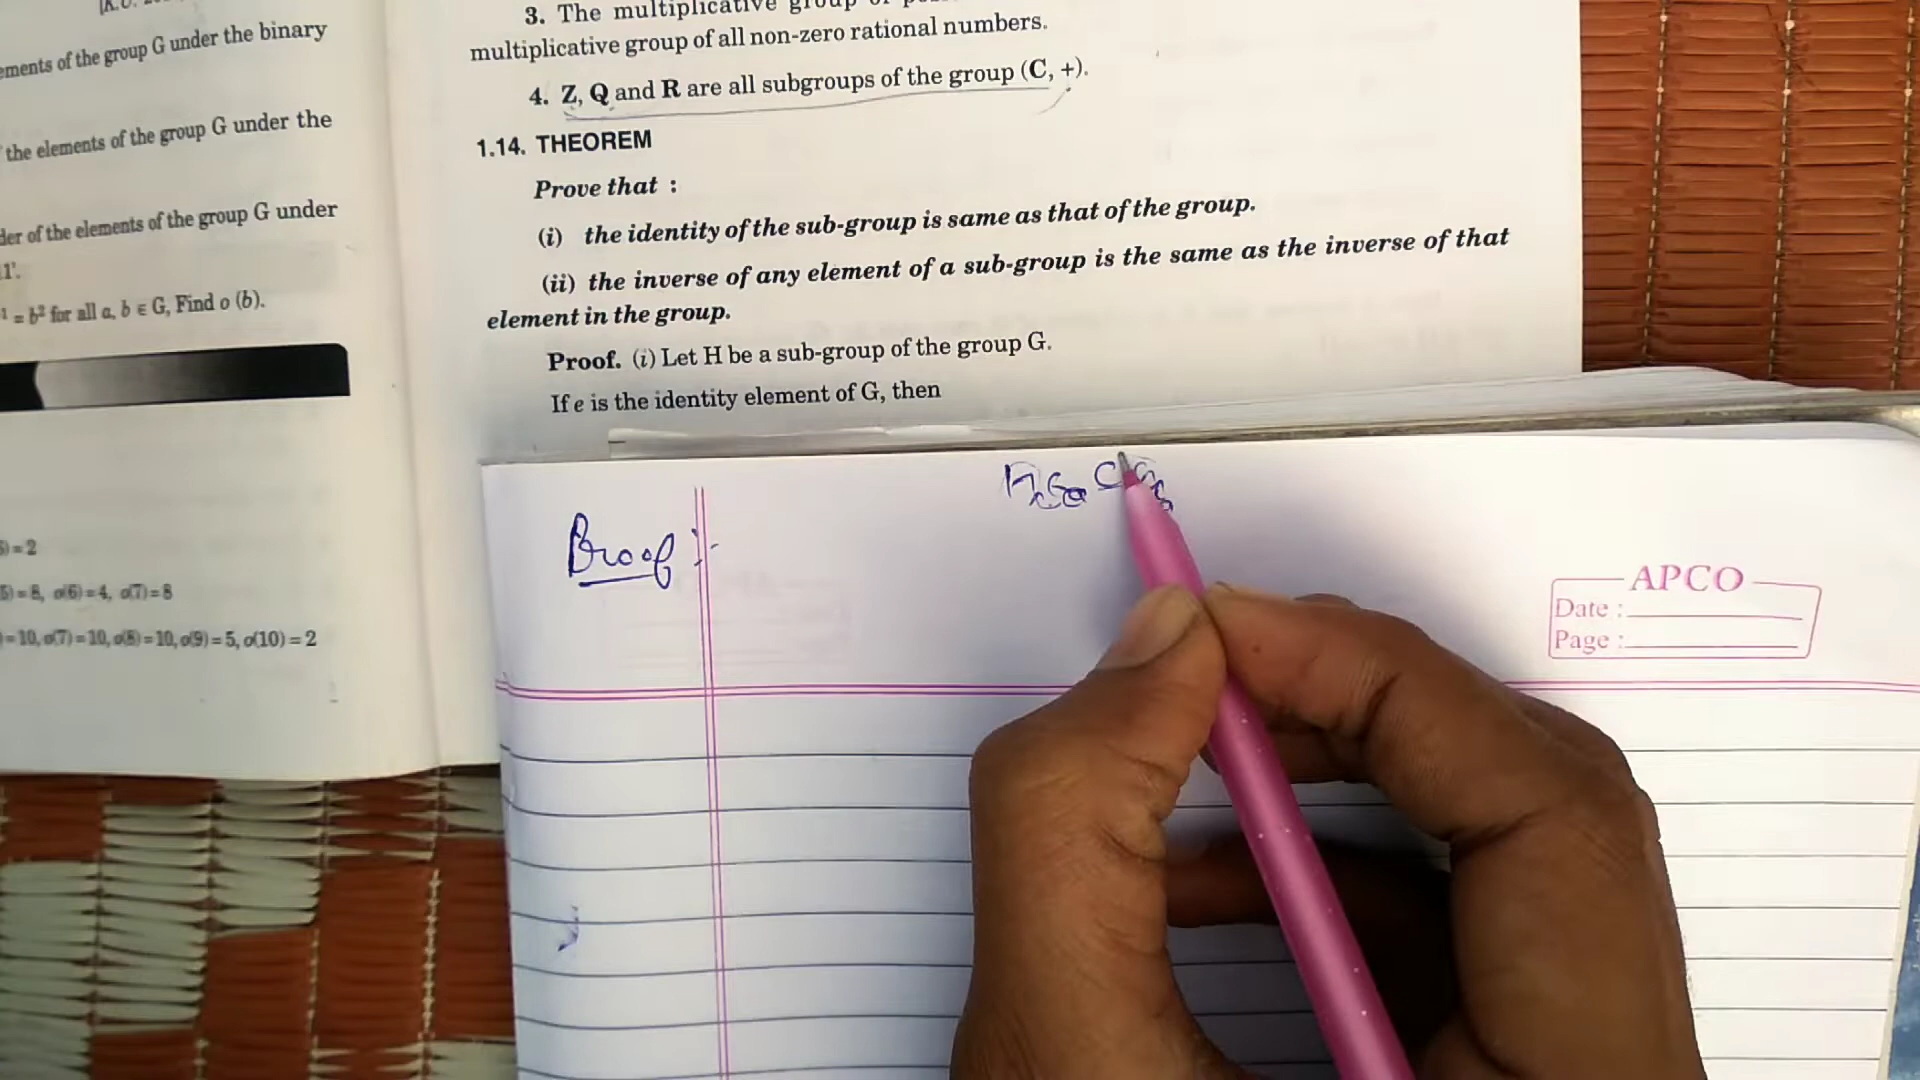 ements of the group G under the binary
the elements of the group G under the
der of the elements of the group G under
1'.
= b² for all a, b ∈ G, Find o (b).
5) = 2
5) = 8, o(6) = 4, o(7) = 8
) = 10, o(7) = 10, o(8) = 10, o(9) = 5, o(10) = 2
3. The multiplicative group of
multiplicative group of all non-zero rational numbers.
4. Z, Q and R are all subgroups of the group (C, +).
1.14. THEOREM
Prove that :
(i) the identity of the sub-group is same as that of the group.
(ii) the inverse of any element of a sub-group is the same as the inverse of that
element in the group.
Proof. (i) Let H be a sub-group of the group G.
If e is the identity element of G, then
Proof :-
APCO
Date :
Page :